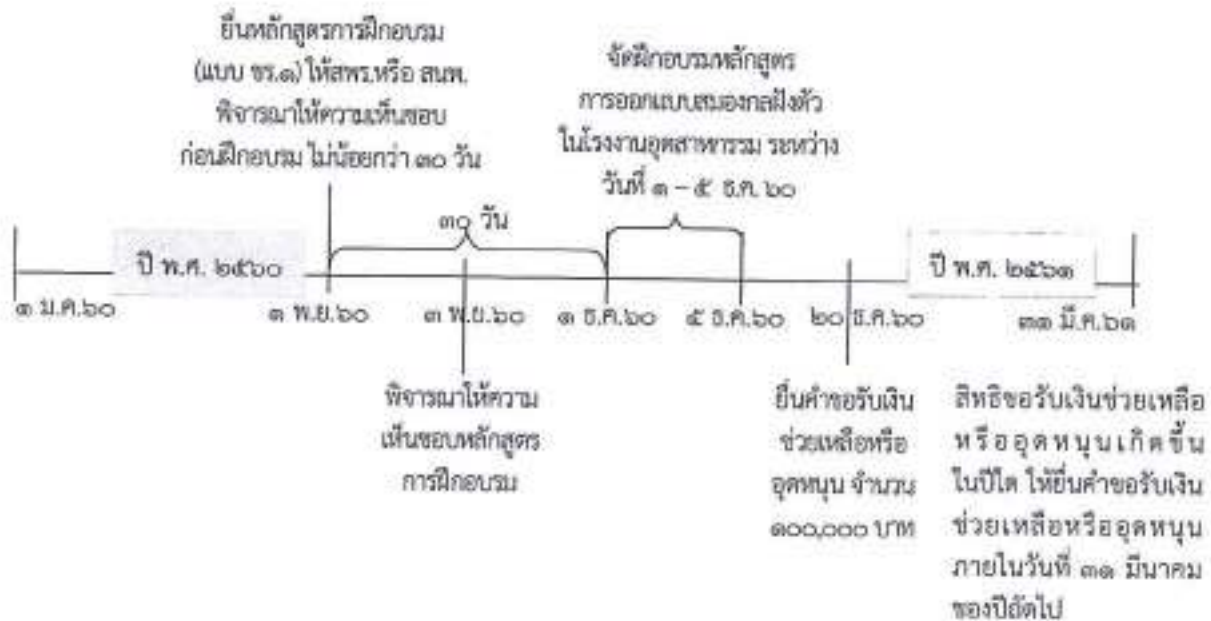 ยื่นหลักสูตรการฝึกอบรม
(แบบ ขร.๑) ให้สพร.หรือ สนพ.
พิจารณาให้ความเห็นชอบ
ก่อนฝึกอบรม ไม่น้อยกว่า ๓๐ วัน
จัดฝึกอบรมหลักสูตร
การออกแบบสมองกลฝังตัว
ในโรงงานอุตสาหกรรม ระหว่าง
วันที่ ๑ – ๕ ธ.ค. ๖๐
๓๐ วัน
ปี พ.ศ. ๒๕๖๐
ปี พ.ศ. ๒๕๖๑
๑ ม.ค.๖๐
๑ พ.ย.๖๐
๓ พ.ย.๖๐
๑ ธ.ค.๖๐
๕ ธ.ค.๖๐
๒๐ ธ.ค.๖๐
๓๑ มี.ค.๖๑
พิจารณาให้ความ
เห็นชอบหลักสูตร
การฝึกอบรม
ยื่นคำขอรับเงิน
ช่วยเหลือหรือ
อุดหนุน จำนวน
๑๐๐,๐๐๐ บาท
สิทธิขอรับเงินช่วยเหลือ
หรืออุดหนุนเกิดขึ้น
ในปีใด ให้ยื่นคำขอรับเงิน
ช่วยเหลือหรืออุดหนุน
ภายในวันที่ ๓๑ มีนาคม
ของปีถัดไป